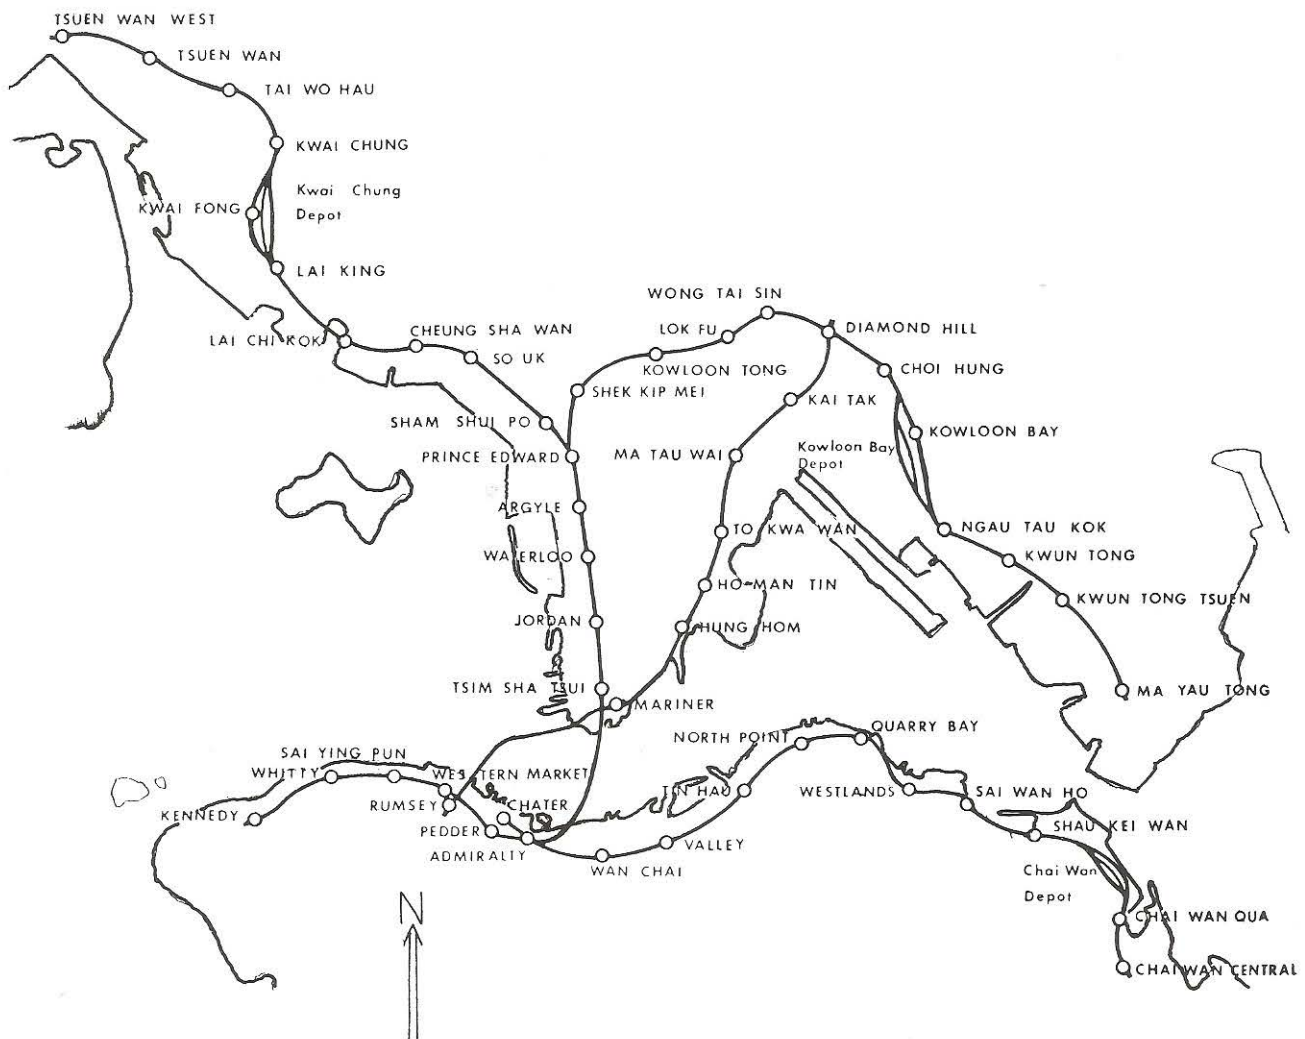 TSUEN WAN WEST
TSUEN WAN
TAI WO HAU
KWAI CHUNG
Kwai Chung
Depot
KWAI FONG
LAI KING
WONG TAI SIN
LOK FU
DIAMOND HILL
LAI CHI KOK
CHEUNG SHA WAN
SO UK
KOWLOON TONG
CHOI HUNG
SHEK KIP MEI
KAI TAK
SHAM SHUI PO
KOWLOON BAY
PRINCE EDWARD
MA TAU WAI
Kowloon Bay
Depot
ARGYLE
TO KWA WAN
NGAU TAU KOK
WATERLOO
KWUN TONG
HO-MAN TIN
KWUN TONG TSUEN
JORDAN
HUNG HOM
TSIM SHA TSUI
MARINER
MA YAU TONG
QUARRY BAY
NORTH POINT
SAI YING PUN
WHITTY
WESTERN MARKET
TIN HAU
WESTLANDS
SAI WAN HO
RUMSEY
CHATER
KENNEDY
PEDDER
SHAU KEI WAN
VALLEY
ADMIRALTY
WAN CHAI
Chai Wan
Depot
N
CHAI WAN QUA
CHAI WAN CENTRAL